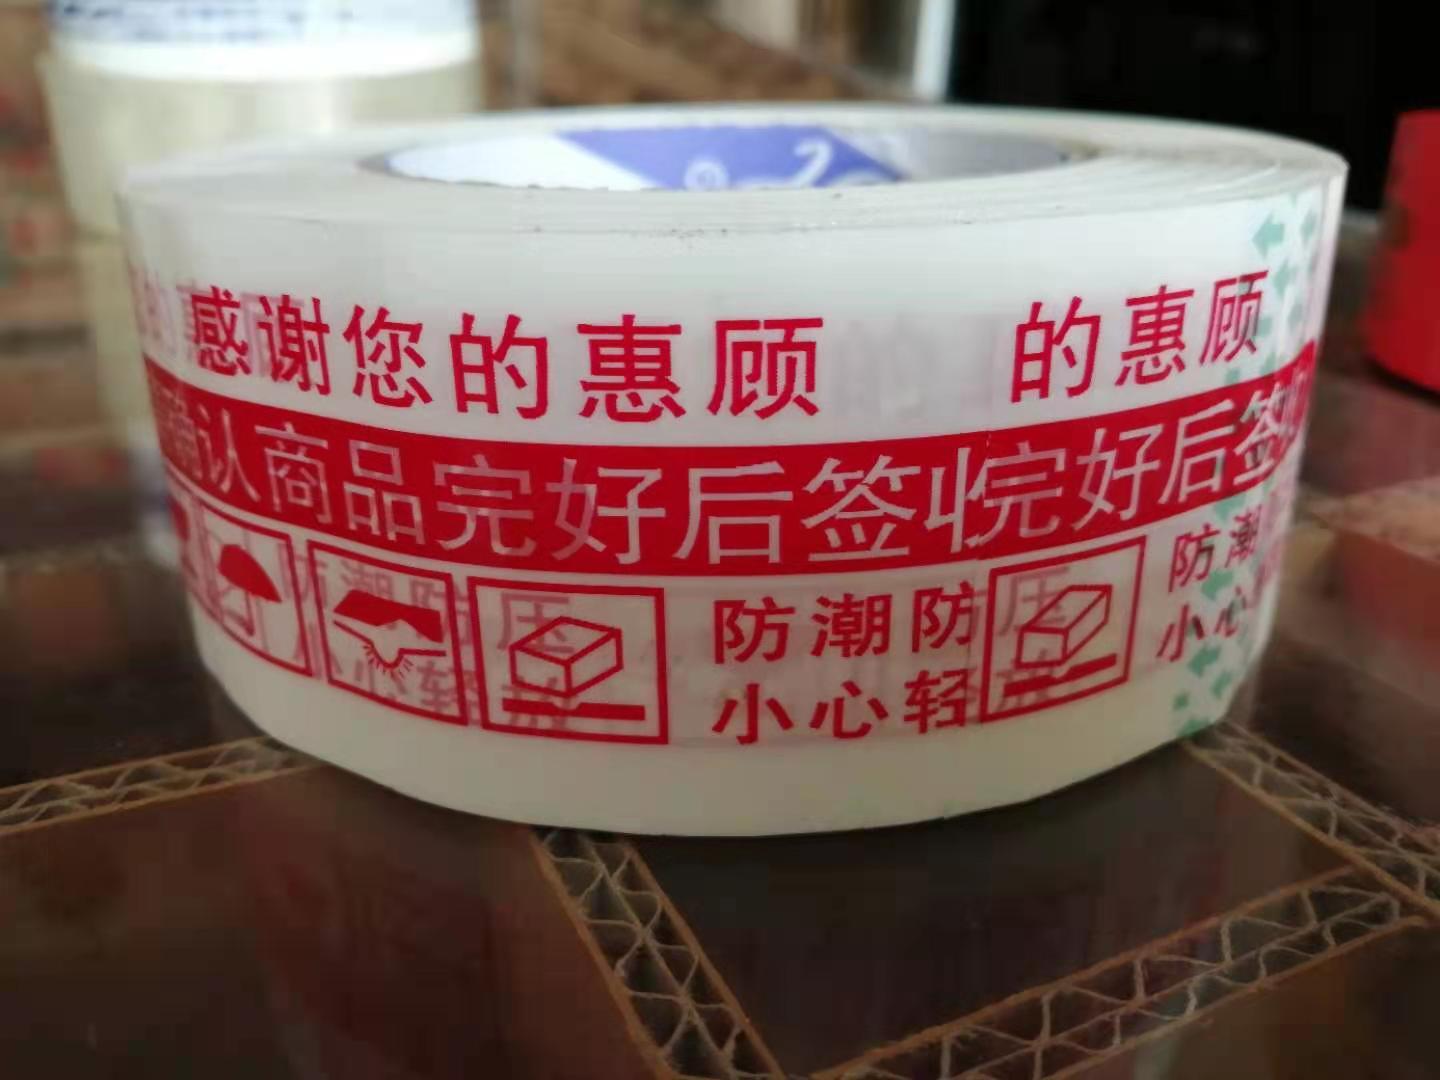 感谢您的惠顾 的惠顾
确认商品完好后签收完好后签
防潮防压 防潮
小心轻放 小心